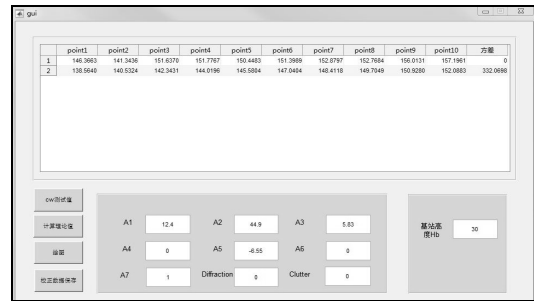 gui
point1 point2 point3 point4 point5 point6 point7 point8 point9 point10 方差
1 146.3663 141.3436 151.6370 151.7767 150.4483 151.3989 152.8797 152.7684 156.0131 157.1961 0
2 138.5640 140.5324 142.3431 144.0196 145.5804 147.0404 148.4118 149.7049 150.9280 152.0883 332.0698
cw测试值
计算理论值
绘图
校正数据保存
A1 12.4 A2 44.9 A3 5.83
A4 0 A5 -6.55 A6 0
A7 1 Diffraction 0 Clutter 0
基站高
度Hb 30